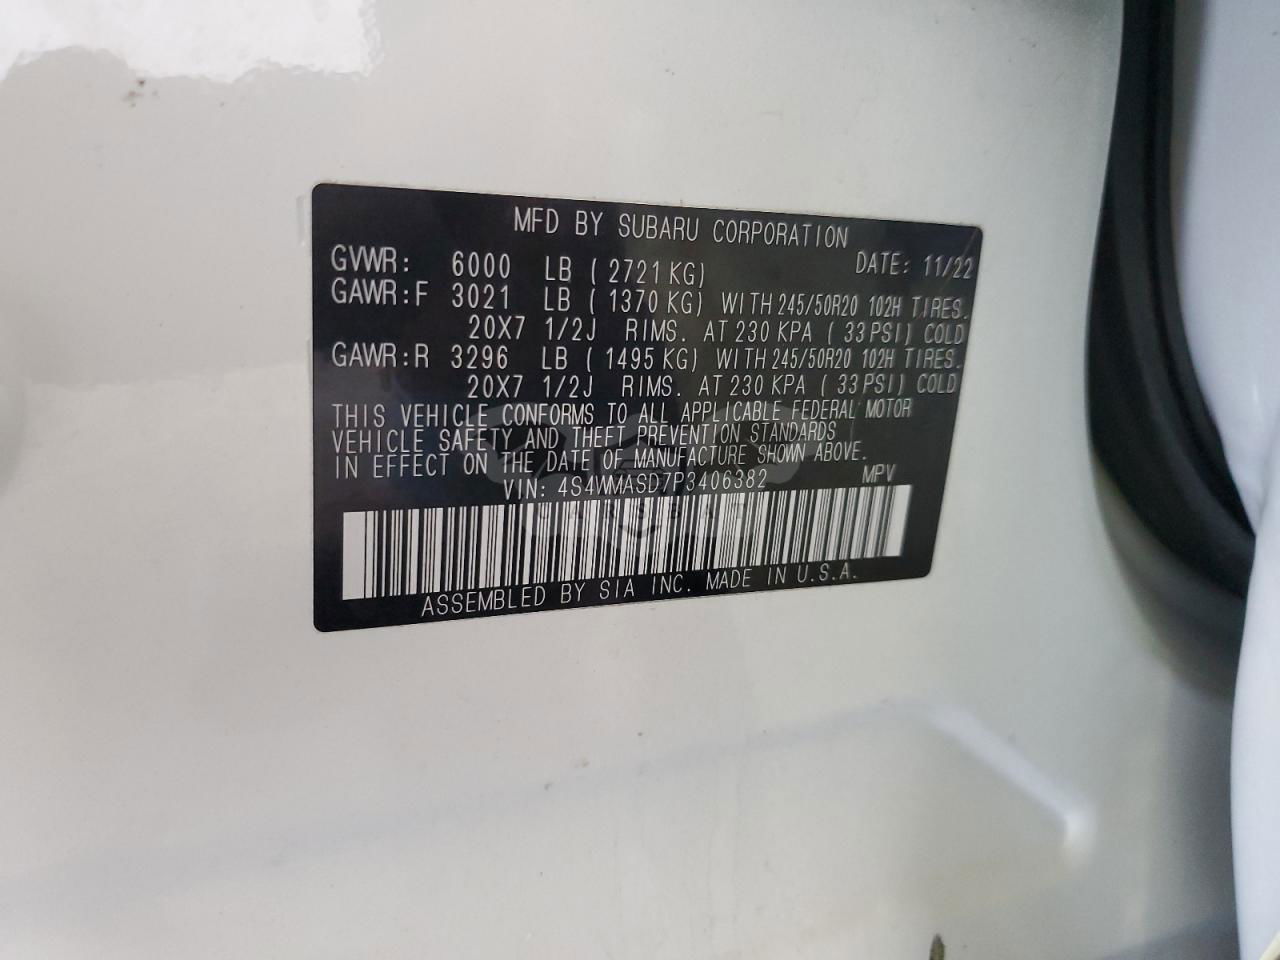 MFD BY SUBARU CORPORATION
GVWR: 6000 LB ( 2721 KG) DATE: 11/22
GAWR:F 3021 LB ( 1370 KG) WITH 245/50R20 102H TIRES.
20X7 1/2J RIMS. AT 230 KPA ( 33 PSI) COLD
GAWR:R 3296 LB ( 1495 KG) WITH 245/50R20 102H TIRES.
20X7 1/2J RIMS. AT 230 KPA ( 33 PSI) COLD
THIS VEHICLE CONFORMS TO ALL APPLICABLE FEDERAL MOTOR
VEHICLE SAFETY AND THEFT PREVENTION STANDARDS
IN EFFECT ON THE DATE OF MANUFACTURE SHOWN ABOVE.
VIN: 4S4WMASD7P3406382 MPV
ASSEMBLED BY SIA INC. MADE IN U.S.A.